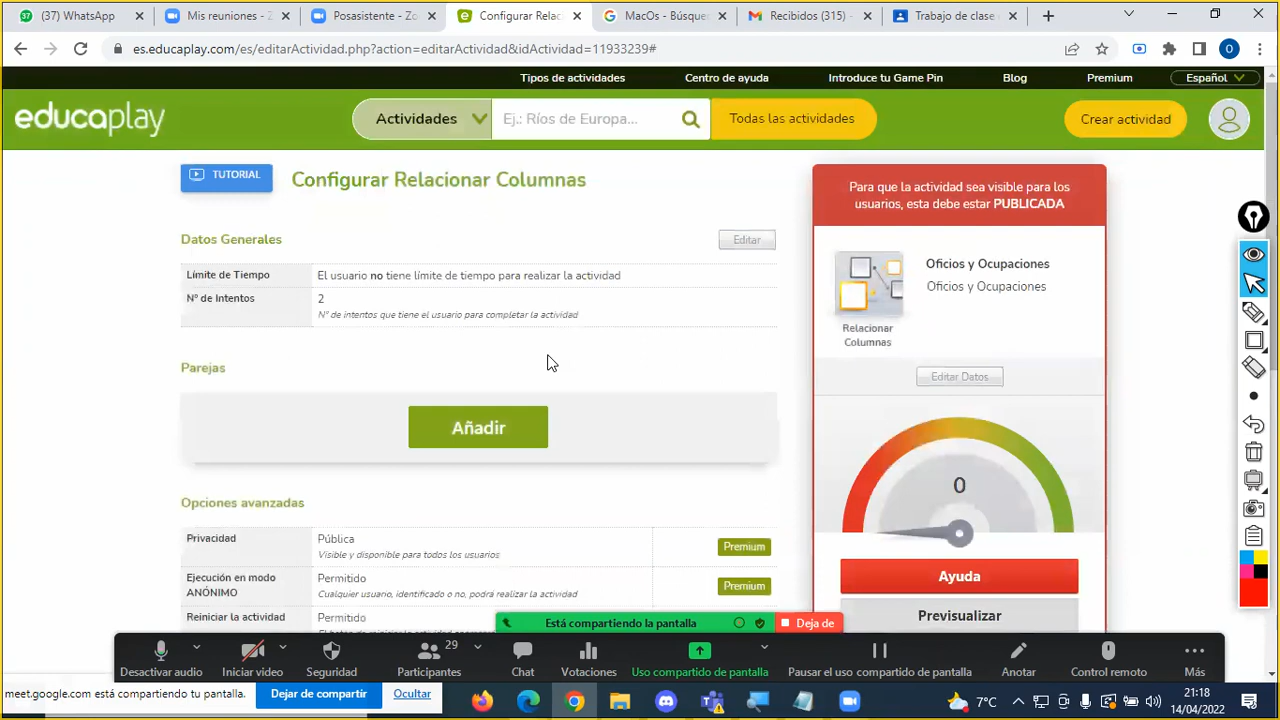 (37) WhatsApp
Mis reuniones - Z
Posasistente - Zo
Configurar Relac
MacOs - Búsque
Recibidos (315) -
Trabajo de clase
es.educaplay.com/es/editarActividad.php?action=editarActividad&idActividad=11933239#
O
Tipos de actividades
Centro de ayuda
Introduce tu Game Pin
Blog
Premium
Español
educaplay
Actividades
Ej.: Ríos de Europa...
Todas las actividades
Crear actividad
TUTORIAL
Configurar Relacionar Columnas
Para que la actividad sea visible para los
usuarios, esta debe estar PUBLICADA
Datos Generales
Editar
Límite de Tiempo
El usuario no tiene límite de tiempo para realizar la actividad
Nº de Intentos
2
Nº de intentos que tiene el usuario para completar la actividad
Oficios y Ocupaciones
Oficios y Ocupaciones
Relacionar
Columnas
Parejas
Editar Datos
Añadir
0
Opciones avanzadas
Privacidad
Pública
Visible y disponible para todos los usuarios
Premium
Ejecución en modo
ANÓNIMO
Permitido
Cualquier usuario, identificado o no, podrá realizar la actividad
Premium
Reiniciar la actividad
Permitido
Ayuda
Previsualizar
Está compartiendo la pantalla
Deja de
29
Desactivar audio
Iniciar video
Seguridad
Participantes
Chat
Votaciones
Uso compartido de pantalla
Pausar el uso compartido de pantalla
Anotar
Control remoto
Más
meet.google.com está compartiendo tu pantalla.
Dejar de compartir
Ocultar
7°C
21:18
14/04/2022